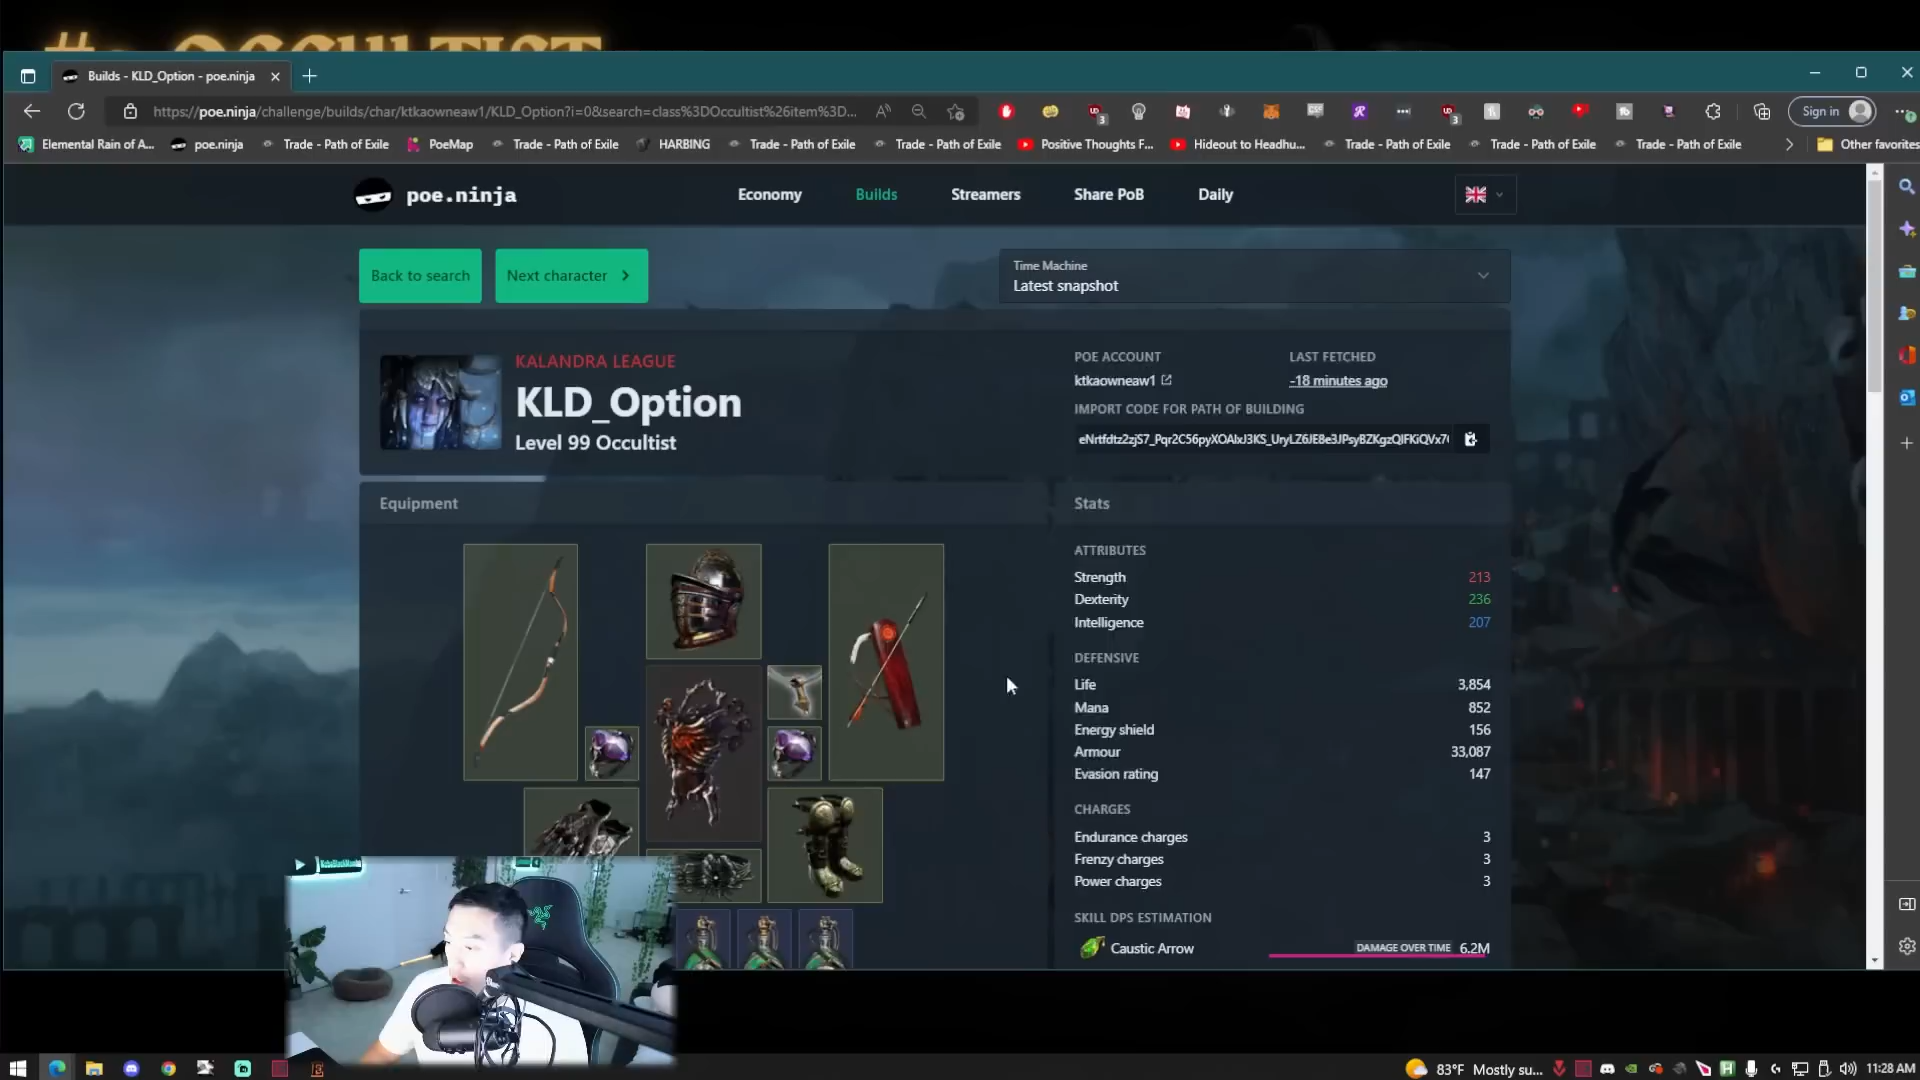 #2 OCCULTIST
Builds - KLD_Option - poe.ninja
https://poe.ninja/challenge/builds/char/ktkaowneaw1/KLD_Option?i=0&search=class%3DOccultist%26item%3D...
Sign in
Elemental Rain of A...
poe.ninja
Trade - Path of Exile
PoeMap
Trade - Path of Exile
HARBING
Trade - Path of Exile
Trade - Path of Exile
Positive Thoughts F...
Hideout to Headhu...
Trade - Path of Exile
Trade - Path of Exile
Trade - Path of Exile
Other favorites
poe.ninja
Economy
Builds
Streamers
Share PoB
Daily
Back to search
Next character
Time Machine
Latest snapshot
KALANDRA LEAGUE
KLD_Option
Level 99 Occultist
POE ACCOUNT
ktkaowneaw1
LAST FETCHED
-18 minutes ago
IMPORT CODE FOR PATH OF BUILDING
Equipment
Stats
ATTRIBUTES
Strength 213
Dexterity 236
Intelligence 207
DEFENSIVE
Life 3,854
Mana 852
Energy shield 156
Armour 33,087
Evasion rating 147
CHARGES
Endurance charges 3
Frenzy charges 3
Power charges 3
SKILL DPS ESTIMATION
Caustic Arrow DAMAGE OVER TIME 6.2M
83°F Mostly su...
11:28 AM